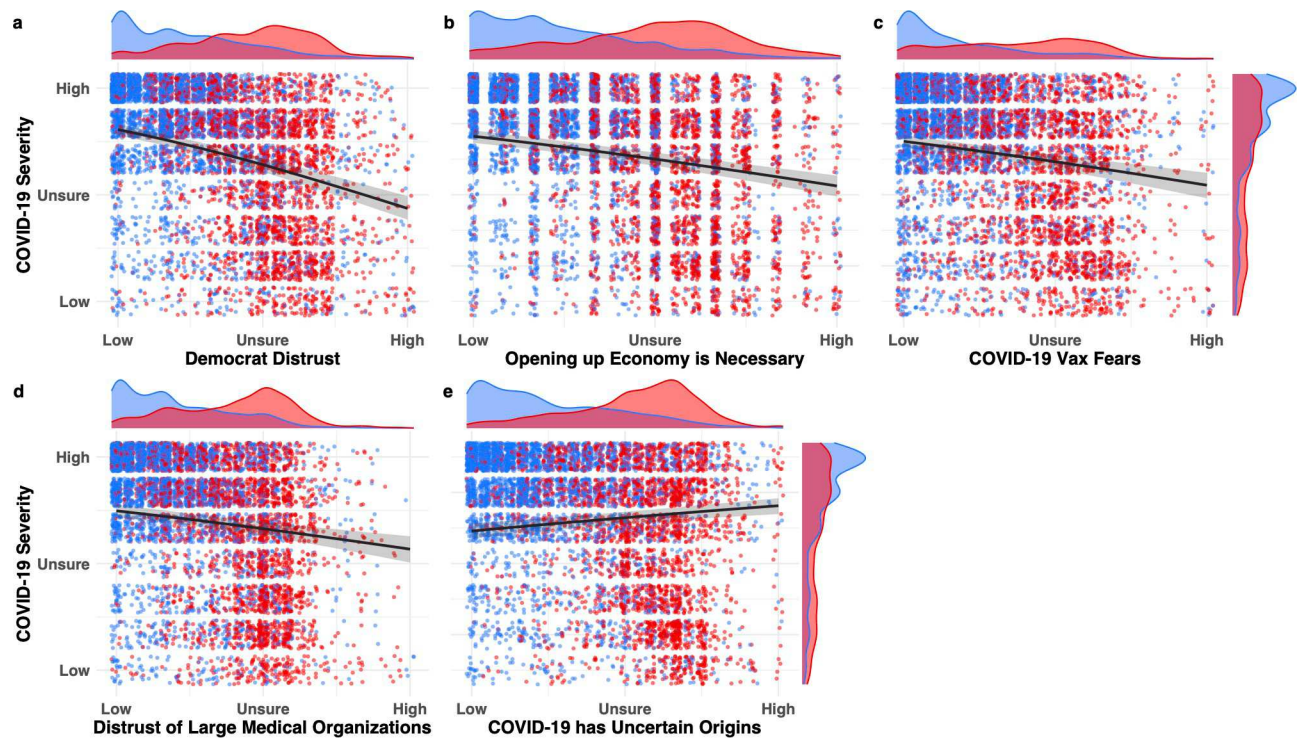 a
b
c
COVID-19 Severity
High
Unsure
Low
Low Unsure High
Democrat Distrust
Low Unsure High
Opening up Economy is Necessary
Low Unsure High
COVID-19 Vax Fears
d
e
COVID-19 Severity
High
Unsure
Low
Low Unsure High
Distrust of Large Medical Organizations
Low Unsure High
COVID-19 has Uncertain Origins